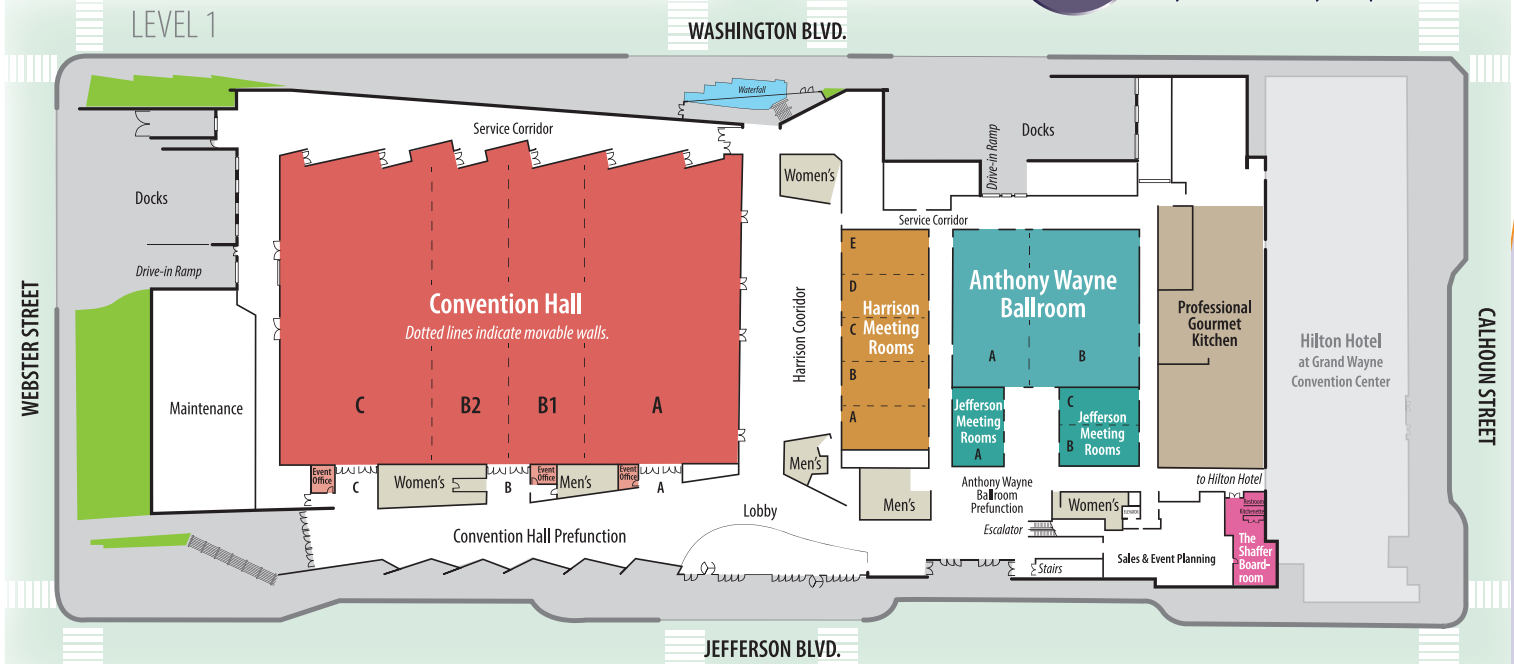 LEVEL 1
WASHINGTON BLVD.
Waterfall
Service Corridor
Docks
Drive-in Ramp
Docks
Women's
Service Corridor
Drive-in Ramp
WEBSTER STREET
Maintenance
Convention Hall
Dotted lines indicate movable walls.
C
B2
B1
A
Harrison Cooridor
E
D
C
B
A
Harrison
Meeting
Rooms
Anthony Wayne
Ballroom
A
B
Jefferson
Meeting
Rooms
A
C
B
Jefferson
Meeting
Rooms
Professional
Gourmet
Kitchen
Hilton Hotel
at Grand Wayne
Convention Center
CALHOUN STREET
Event
Office
C
Women's
B
Event
Office
Men's
Event
Office
A
Men's
Men's
Lobby
Convention Hall Prefunction
Anthony Wayne
Ballroom
Prefunction
Escalator
Stairs
Women's
ELEVATOR
to Hilton Hotel
Sales & Event Planning
Restroom
Kitchenette
The
Shaffer
Board-
room
JEFFERSON BLVD.